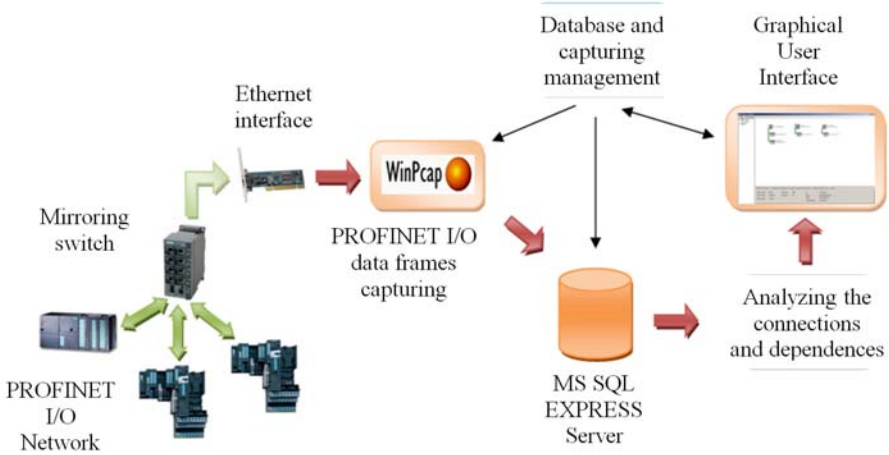 Database and
capturing
management
Graphical
User
Interface
Ethernet
interface
WinPcap
Mirroring
switch
PROFINET I/O
data frames
capturing
Analyzing the
connections
and dependences
PROFINET
I/O
Network
MS SQL
EXPRESS
Server